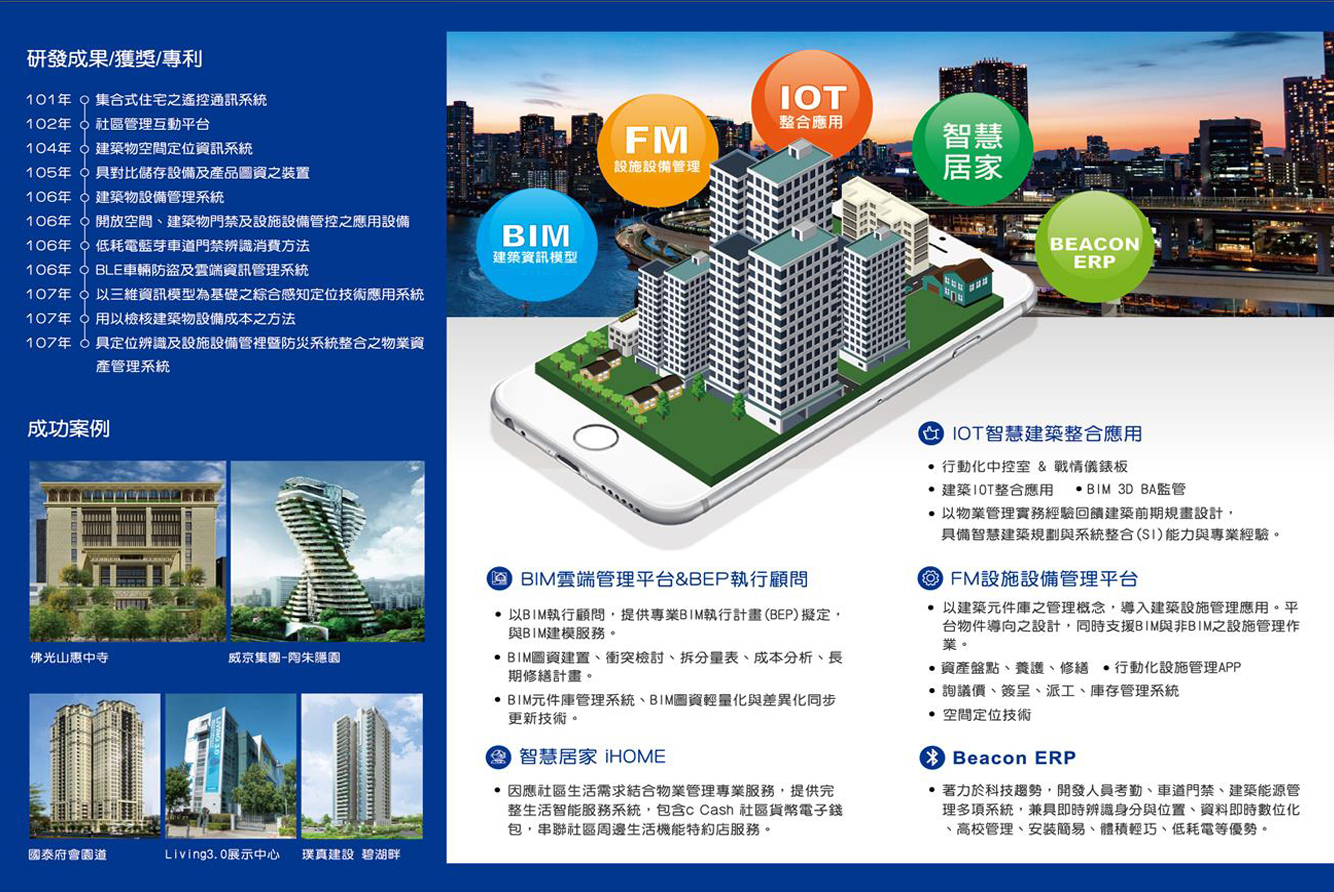 研發成果/獲獎/專利
101年 集合式住宅之遙控通訊系統
102年 社區管理互動平台
104年 建築物空間定位資訊系統
105年 具對比儲存設備及產品圖資之裝置
106年 建築物設備管理系統
106年 開放空間、建築物門禁及設施設備管控之應用設備
106年 低耗電藍芽車道門禁辨識消費方法
106年 BLE車輛防盜及雲端資訊管理系統
107年 以三維資訊模型為基礎之綜合感知定位技術應用系統
107年 用以檢核建築物設備成本之方法
107年 具定位辨識及設施設備管裡暨防災系統整合之物業資
產管理系統
成功案例
佛光山惠中寺
威京集團-陶朱隱園
LIVING 3.0
國泰府會園道
Living3.0展示中心
璞真建設 碧湖畔
BIM
建築資訊模型
FM
設施設備管理
IOT
整合應用
智慧
居家
BEACON
ERP
IOT智慧建築整合應用
• 行動化中控室 & 戰情儀錶板
• 建築IOT整合應用 • BIM 3D BA監管
• 以物業管理實務經驗回饋建築前期規畫設計，
具備智慧建築規劃與系統整合(SI)能力與專業經驗。
BIM雲端管理平台&BEP執行顧問
• 以BIM執行顧問，提供專業BIM執行計畫(BEP)擬定，
與BIM建模服務。
• BIM圖資建置、衝突檢討、拆分量表、成本分析、長
期修繕計畫。
• BIM元件庫管理系統、BIM圖資輕量化與差異化同步
更新技術。
FM設施設備管理平台
• 以建築元件庫之管理概念，導入建築設施管理應用。平
台物件導向之設計，同時支援BIM與非BIM之設施管理作
業。
• 資產盤點、養護、修繕 • 行動化設施管理APP
• 詢議價、簽呈、派工、庫存管理系統
• 空間定位技術
智慧居家 iHOME
• 因應社區生活需求結合物業管理專業服務，提供完
整生活智能服務系統，包含c Cash 社區貨幣電子錢
包，串聯社區周邊生活機能特約店服務。
Beacon ERP
• 著力於科技趨勢，開發人員考勤、車道門禁、建築能源管
理多項系統，兼具即時辨識身分與位置、資料即時數位化
、高校管理、安裝簡易、體積輕巧、低耗電等優勢。